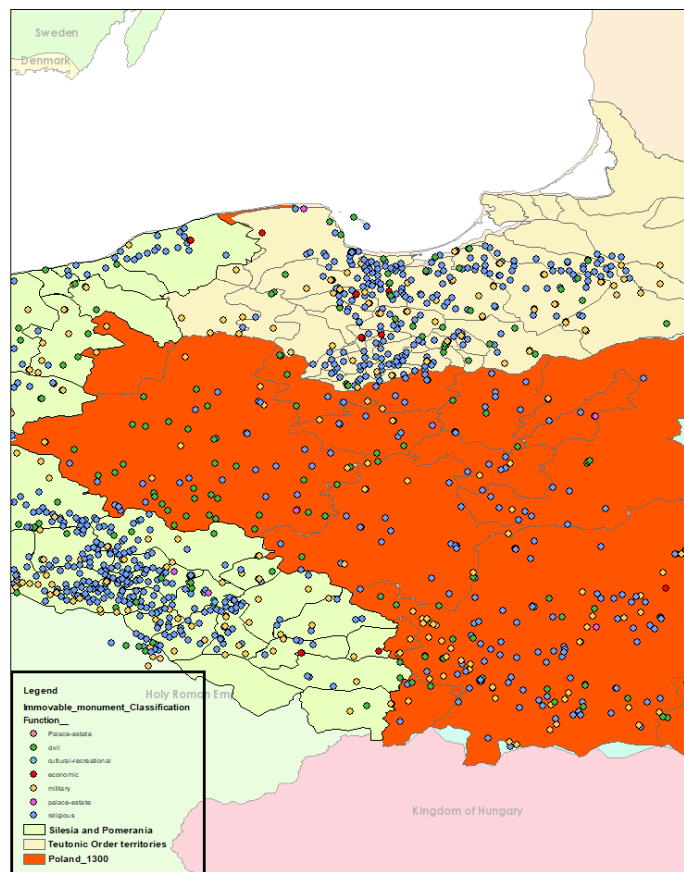 Sweden
Denmark
Legend
Holy Roman Em
Immovable_monument_Classification
Function__
Palace-estate
civil
cultural-recreational
economic
military
palace-estate
religious
Silesia and Pomerania
Teutonic Order territories
Poland_1300
Kingdom of Hungary